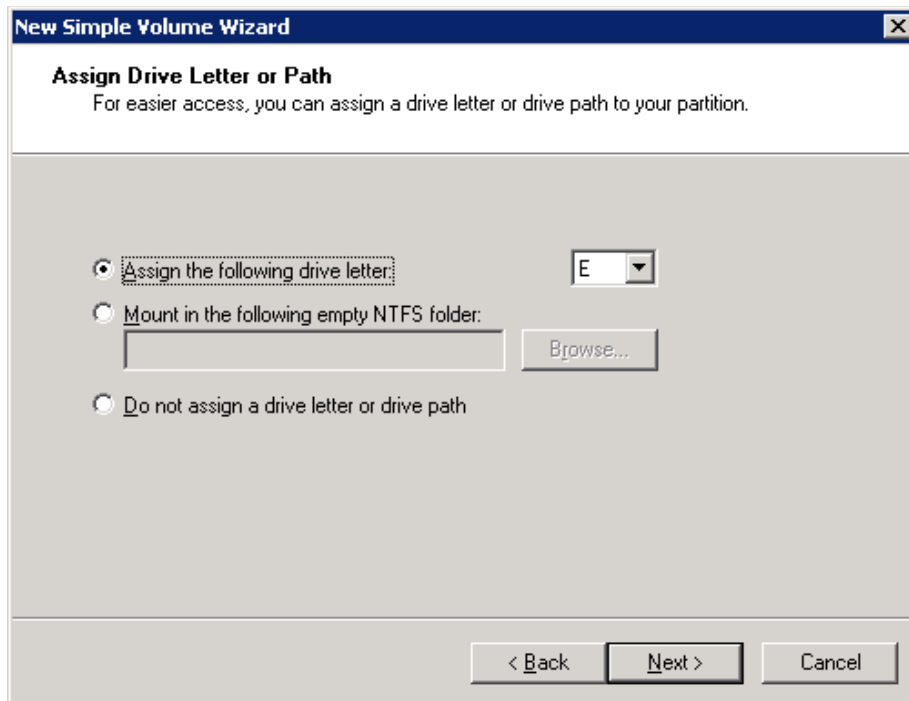 New Simple Volume Wizard
Assign Drive Letter or Path
For easier access, you can assign a drive letter or drive path to your partition.
Assign the following drive letter: E
Mount in the following empty NTFS folder:
Browse...
Do not assign a drive letter or drive path
< Back Next > Cancel